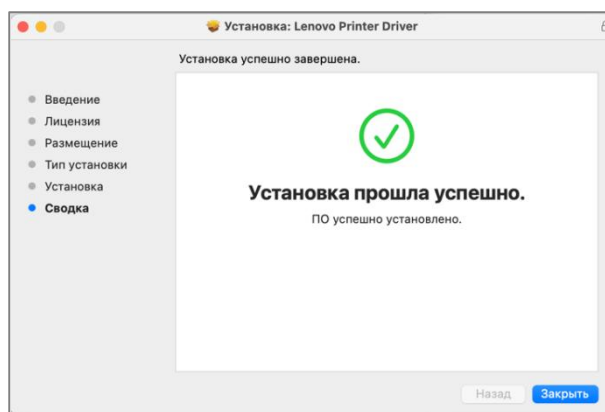 Установка: Lenovo Printer Driver
Установка успешно завершена.
Введение
Лицензия
Размещение
Тип установки
Установка
Сводка
Установка прошла успешно.
ПО успешно установлено.
Назад
Закрыть